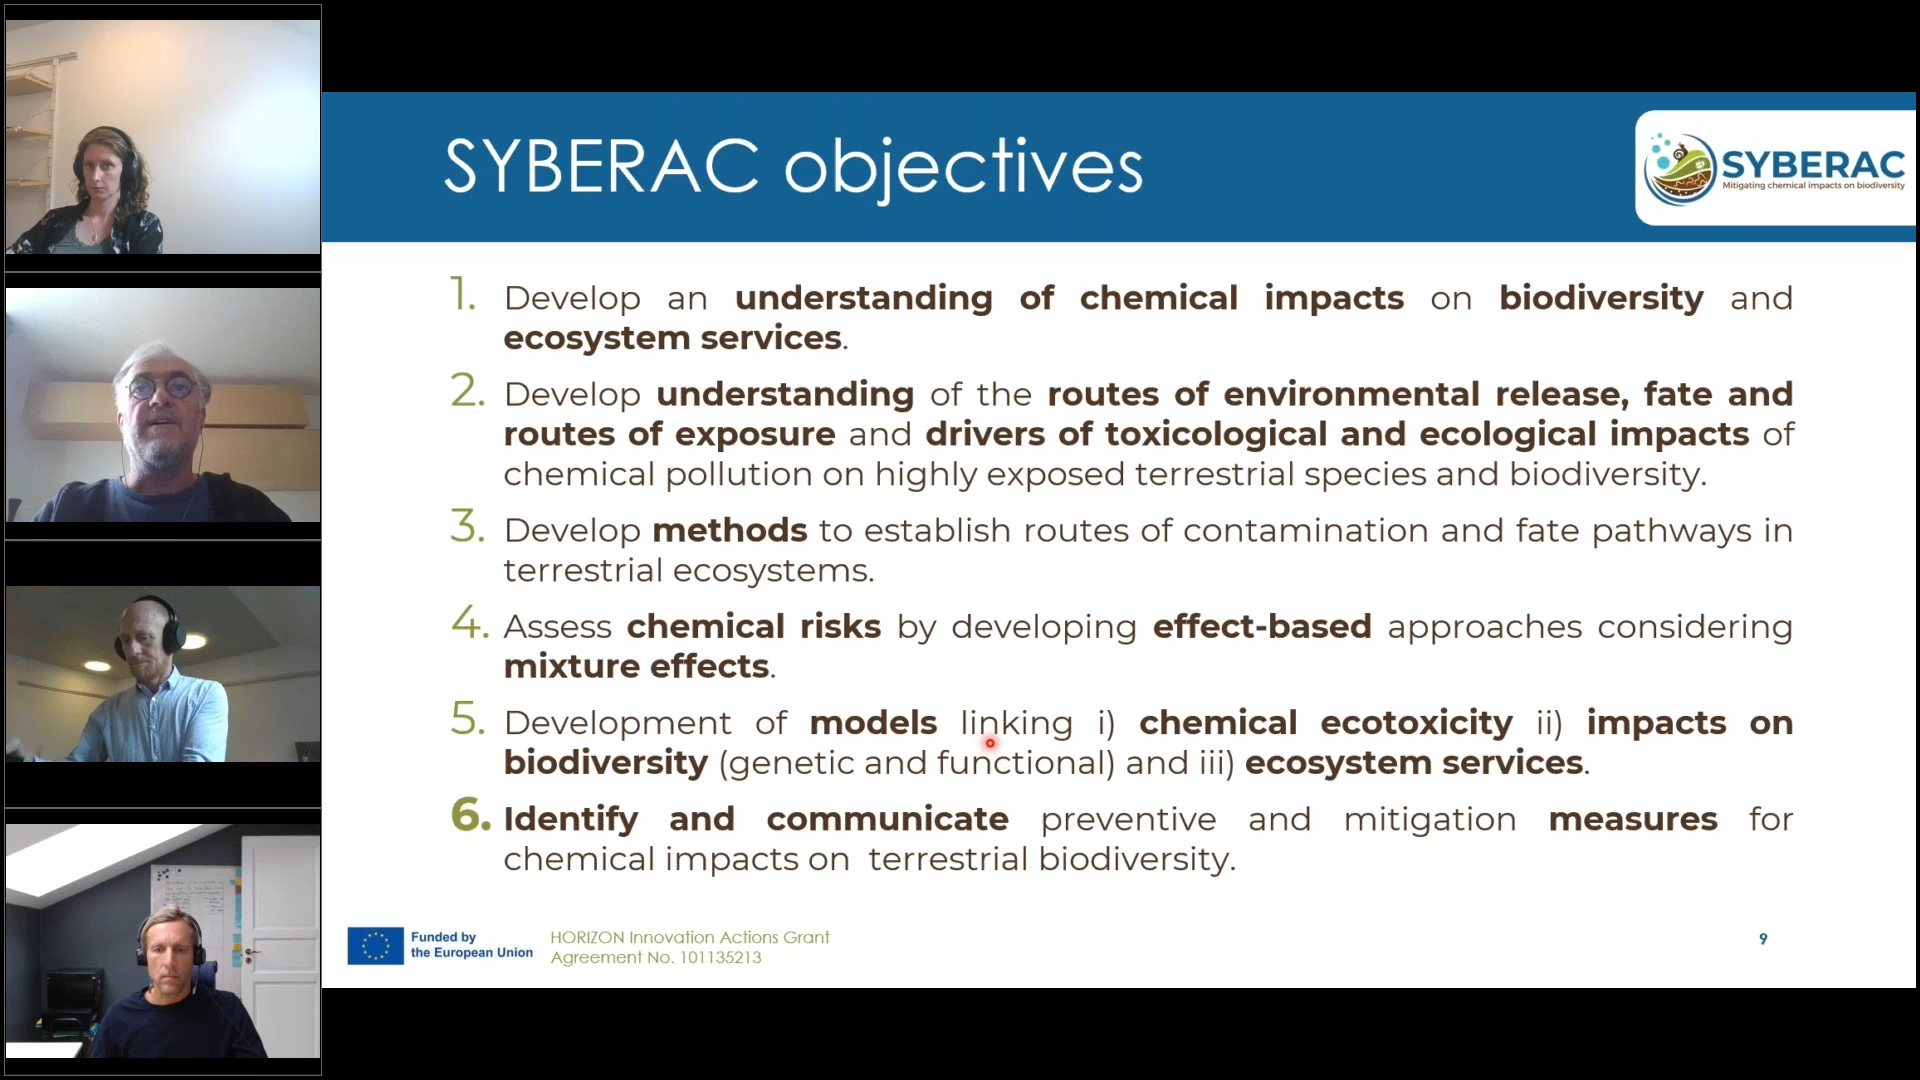 SYBERAC objectives
SYBERAC
Mitigating chemical impacts on biodiversity
1. Develop an understanding of chemical impacts on biodiversity and
ecosystem services.
2. Develop understanding of the routes of environmental release, fate and
routes of exposure and drivers of toxicological and ecological impacts of
chemical pollution on highly exposed terrestrial species and biodiversity.
3. Develop methods to establish routes of contamination and fate pathways in
terrestrial ecosystems.
4. Assess chemical risks by developing effect-based approaches considering
mixture effects.
5. Development of models linking i) chemical ecotoxicity ii) impacts on
biodiversity (genetic and functional) and iii) ecosystem services.
6. Identify and communicate preventive and mitigation measures for
chemical impacts on terrestrial biodiversity.
Funded by
the European Union
HORIZON Innovation Actions Grant
Agreement No. 101135213
9